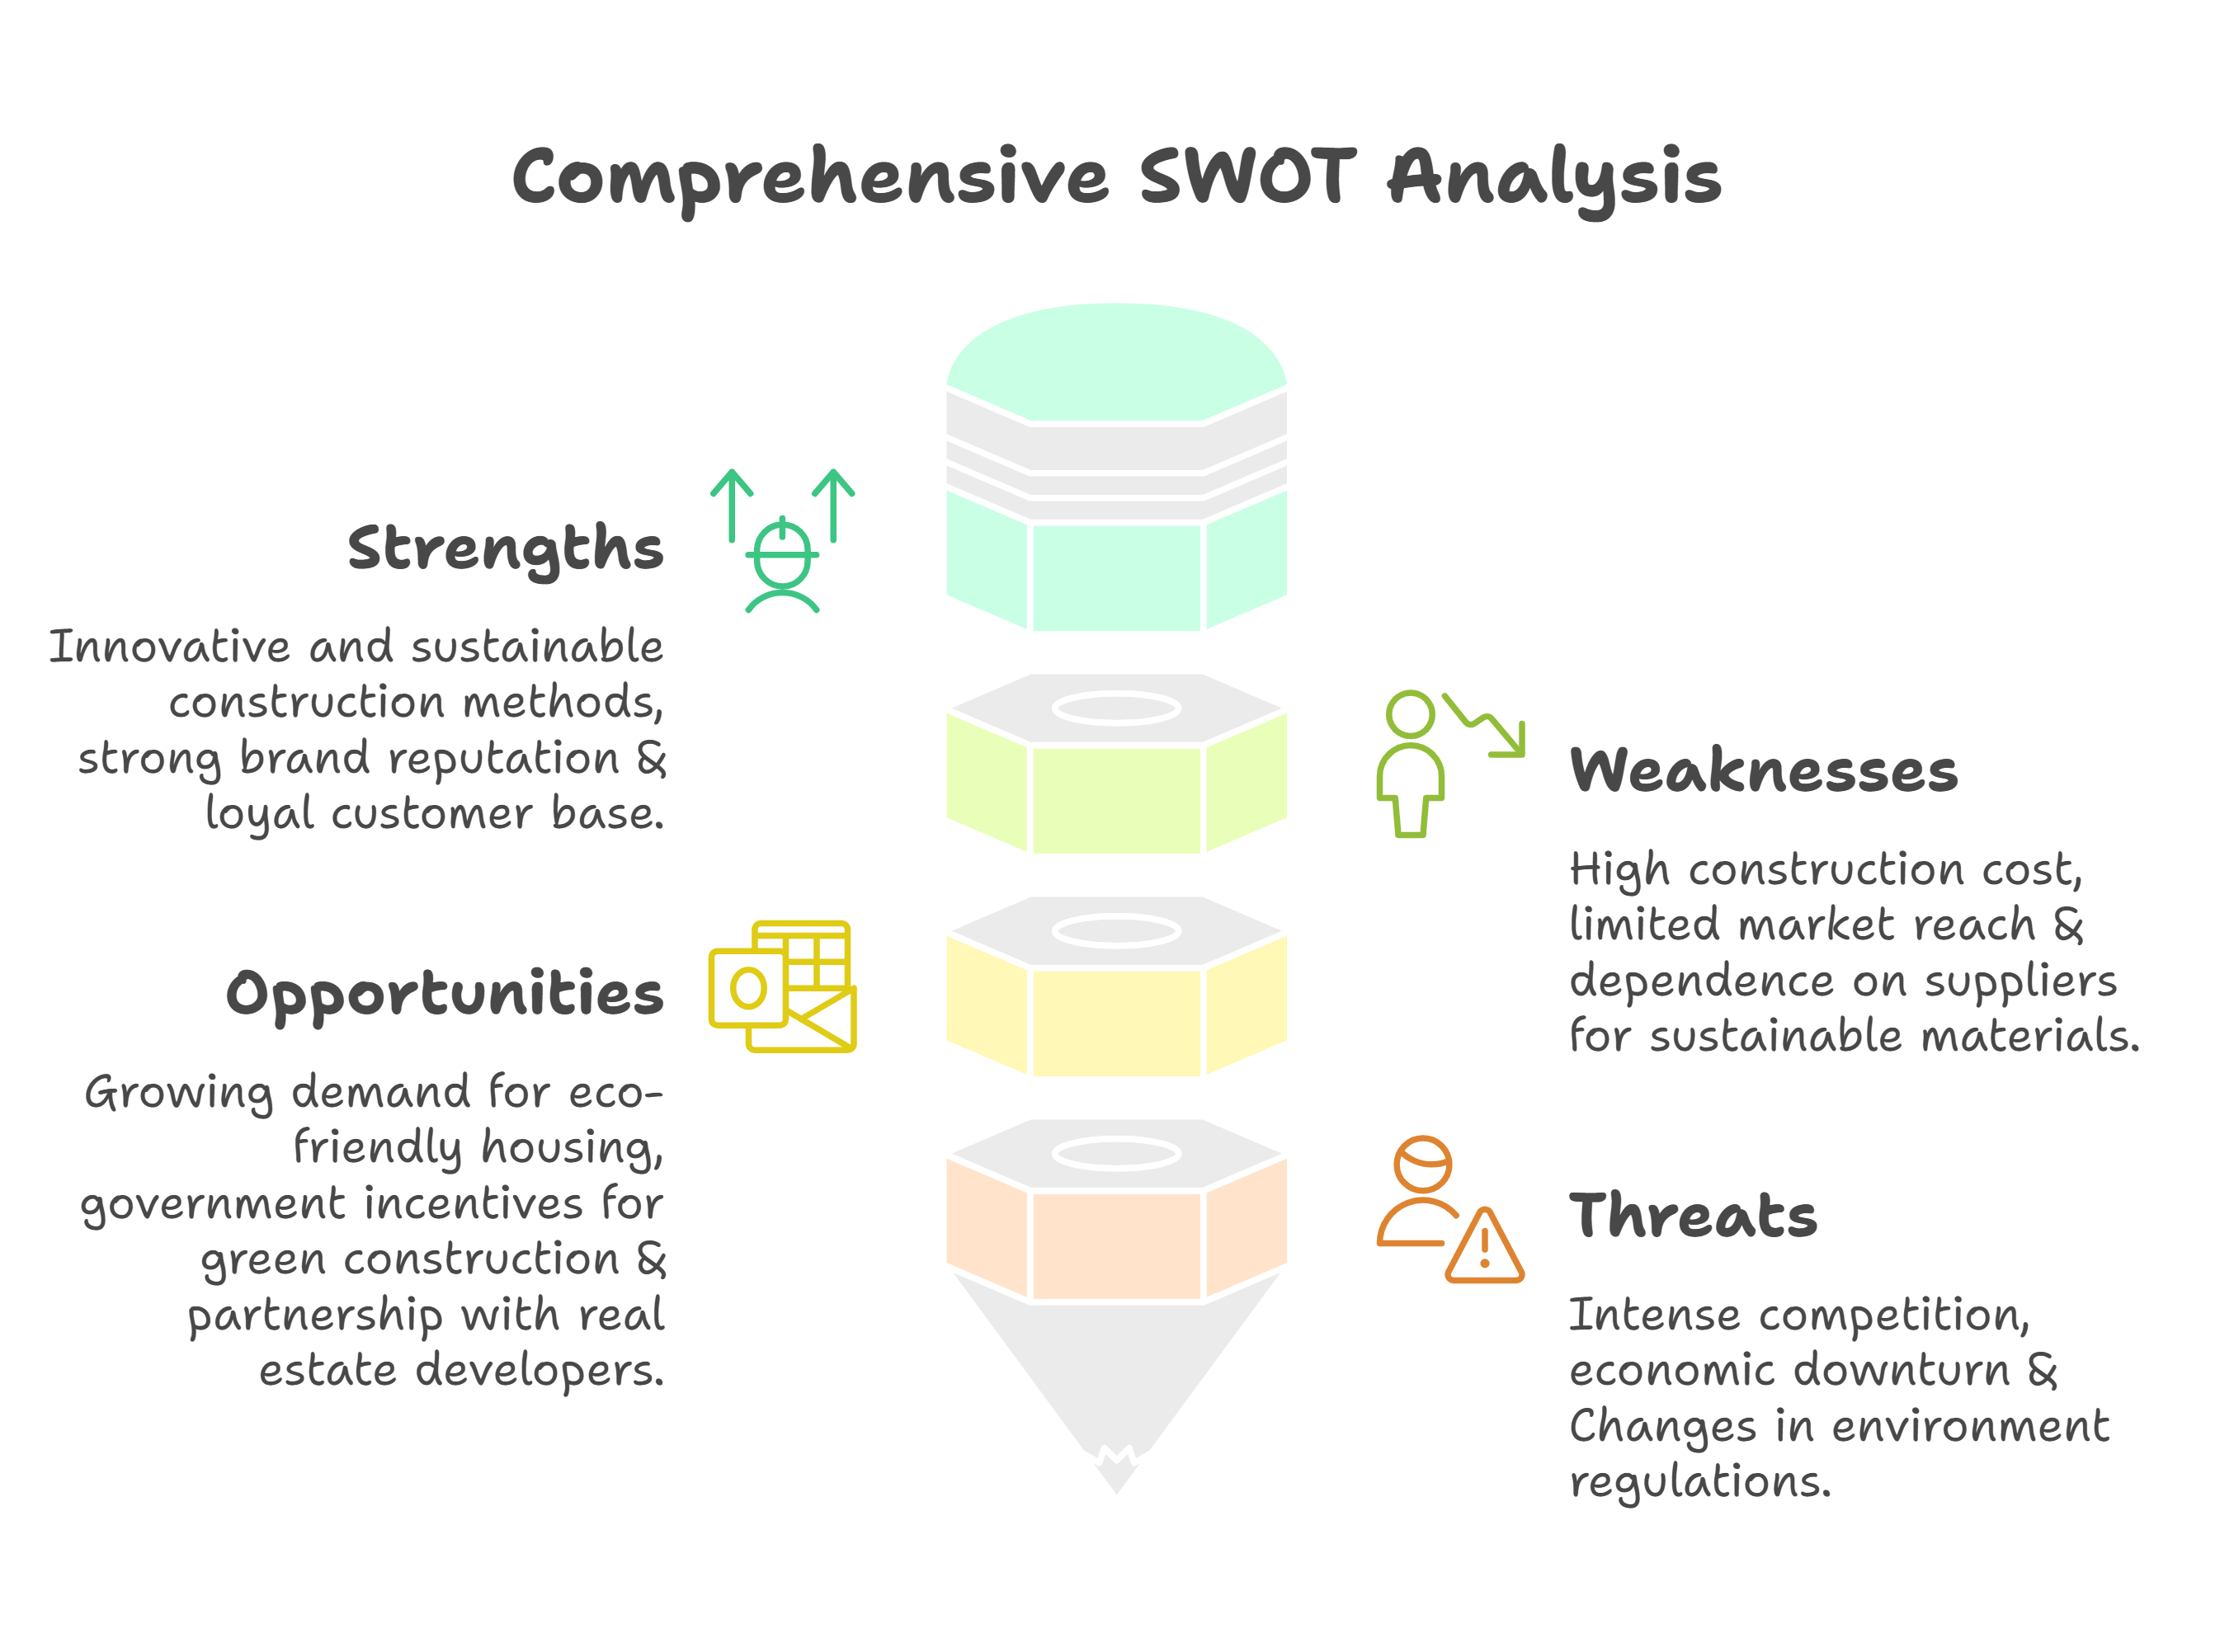 Comprehensive SWOT Analysis
Strengths
Innovative and sustainable
construction methods,
strong brand reputation &
loyal customer base.
Weaknesses
High construction cost,
limited market reach &
dependence on suppliers
for sustainable materials.
Opportunities
Growing demand for eco-
friendly housing,
government incentives for
green construction &
partnership with real
estate developers.
Threats
Intense competition,
economic downturn &
Changes in environment
regulations.